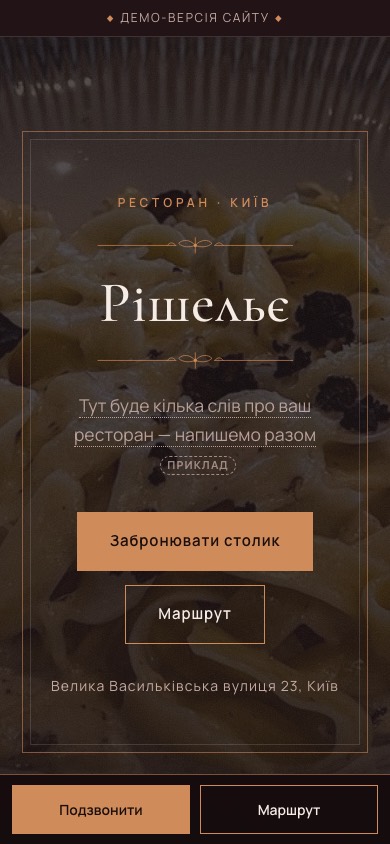 ◆ ДЕМО-ВЕРСІЯ САЙТУ ◆
РЕСТОРАН · КИЇВ
Рішельє
Тут буде кілька слів про ваш
ресторан — напишемо разом
ПРИКЛАД
Забронювати столик
Маршрут
Велика Васильківська вулиця 23, Київ
Подзвонити
Маршрут